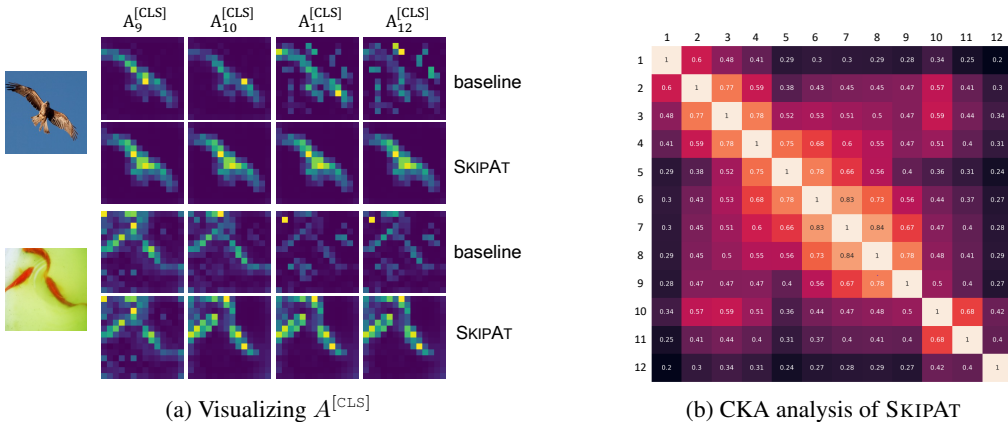 A₉^[CLS] A₁₀^[CLS] A₁₁^[CLS] A₁₂^[CLS]
baseline
SKIPAT
baseline
SKIPAT
(a) Visualizing A^[CLS]
1 2 3 4 5 6 7 8 9 10 11 12
1 1 0.6 0.48 0.41 0.29 0.3 0.3 0.29 0.28 0.34 0.25 0.2
2 0.6 1 0.77 0.59 0.38 0.43 0.45 0.45 0.47 0.57 0.41 0.3
3 0.48 0.77 1 0.78 0.52 0.53 0.51 0.5 0.47 0.59 0.44 0.34
4 0.41 0.59 0.78 1 0.75 0.68 0.6 0.55 0.47 0.51 0.4 0.31
5 0.29 0.38 0.52 0.75 1 0.78 0.66 0.56 0.4 0.36 0.31 0.24
6 0.3 0.43 0.53 0.68 0.78 1 0.83 0.73 0.56 0.44 0.37 0.27
7 0.3 0.45 0.51 0.6 0.66 0.83 1 0.84 0.67 0.47 0.4 0.28
8 0.29 0.45 0.5 0.55 0.56 0.73 0.84 1 0.78 0.48 0.41 0.29
9 0.28 0.47 0.47 0.47 0.4 0.56 0.67 0.78 1 0.5 0.4 0.27
10 0.34 0.57 0.59 0.51 0.36 0.44 0.47 0.48 0.5 1 0.68 0.42
11 0.25 0.41 0.44 0.4 0.31 0.37 0.4 0.41 0.4 0.68 1 0.4
12 0.2 0.3 0.34 0.31 0.24 0.27 0.28 0.29 0.27 0.42 0.4 1
(b) CKA analysis of SKIPAT